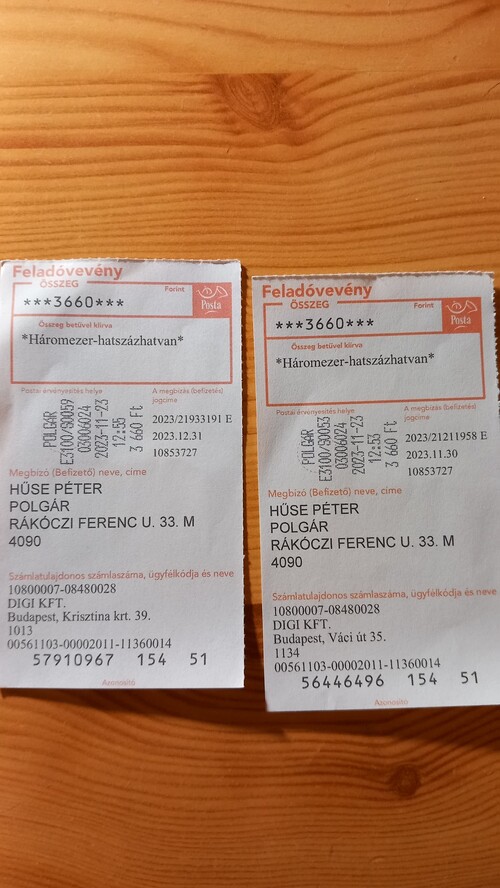 Feladóvevény
ÖSSZEG
Forint
***3660***
Posta
Összeg betűvel kiírva
*Háromezer-hatszázhatvan*
Postai érvényesítés helye
A megbízás (befizetés) jogcíme
POLGÁR
E3100/S0059
03006024
2023-11-23
12:55
3 660 Ft
2023/21933191 E
2023.12.31
10853727
Megbízó (Befizető) neve, címe
HÜSE PÉTER
POLGÁR
RÁKÓCZI FERENC U. 33. M
4090
Számlatulajdonos számlaszáma, ügyfélkódja és neve
10800007-08480028
DIGI KFT.
Budapest, Krisztina krt. 39.
1013
00561103-00002011-11360014
57910967 154 51
Azonosító
Feladóvevény
ÖSSZEG
Forint
***3660***
Posta
Összeg betűvel kiírva
*Háromezer-hatszázhatvan*
Postai érvényesítés helye
A megbízás (befizetés) jogcíme
POLGÁR
E3100/S0053
03006024
2023-11-23
12:53
3 660 Ft
2023/21211958 E
2023.11.30
10853727
Megbízó (Befizető) neve, címe
HÜSE PÉTER
POLGÁR
RÁKÓCZI FERENC U. 33. M
4090
Számlatulajdonos számlaszáma, ügyfélkódja és neve
10800007-08480028
DIGI KFT.
Budapest, Váci út 35.
1134
00561103-00002011-11360014
56446496 154 51
Azonosító